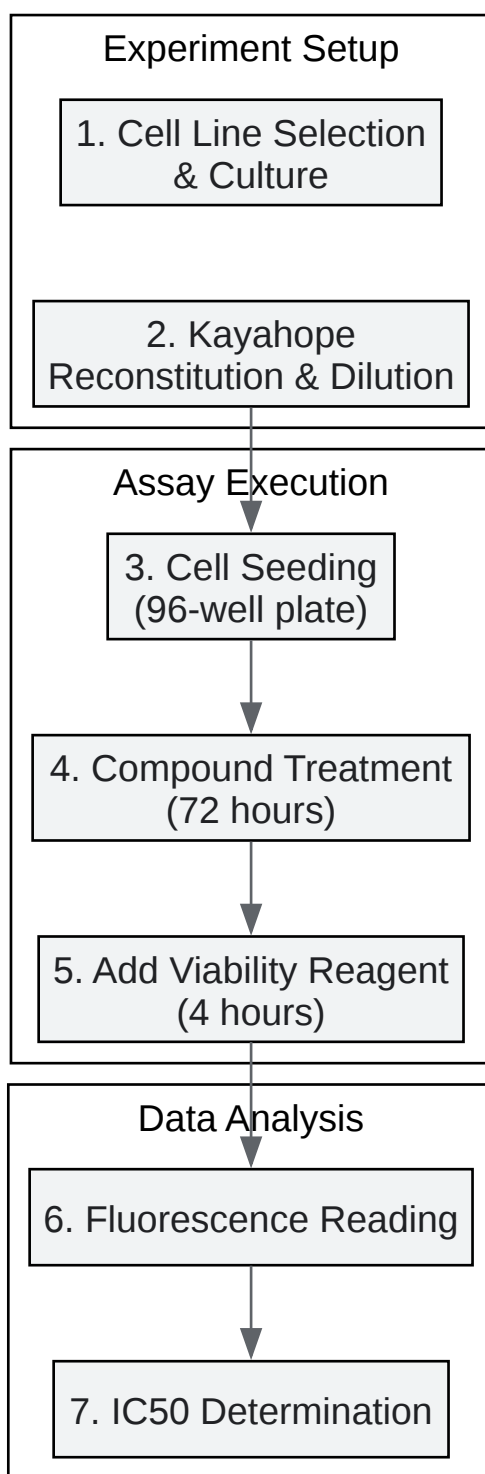 Experiment Setup
1. Cell Line Selection
& Culture
2. Kayahope
Reconstitution & Dilution
Assay Execution
3. Cell Seeding
(96-well plate)
4. Compound Treatment
(72 hours)
5. Add Viability Reagent
(4 hours)
Data Analysis
6. Fluorescence Reading
7. IC50 Determination